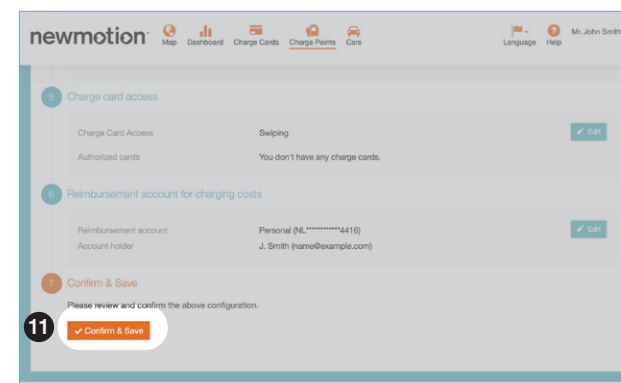 newmotion Map Dashboard Charge Cards Charge Points Cars Language Help Mr. John Smith
5 Charge card access
Charge Card Access Swiping Edit
Authorized cards You don't have any charge cards.
6 Reimbursement account for charging costs
Reimbursement account Personal (NL************4416) Edit
Account holder J. Smith (name@example.com)
7 Confirm & Save
Please review and confirm the above configuration.
11 Confirm & Save